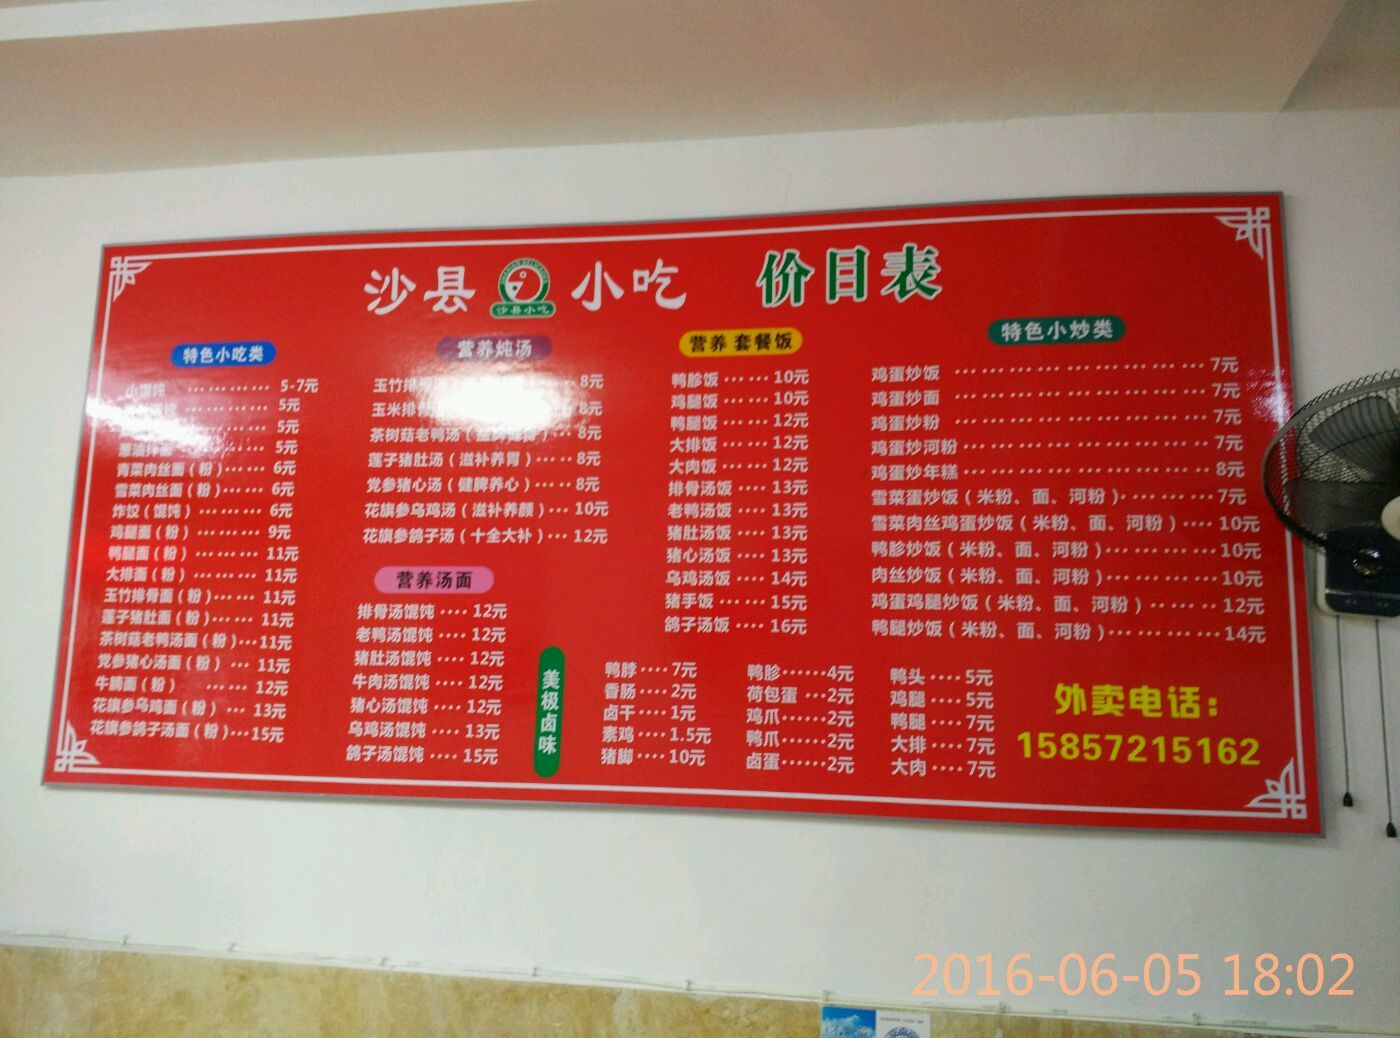 沙县 小吃 价目表
SHAXIAN DELICACY
沙县小吃
特色小吃类
小馄饨 ………… 5-7元
………… 5元
………… 5元
葱油拌面 ………… 5元
青菜肉丝面（粉）…… 6元
雪菜肉丝面（粉）…… 6元
炸饺（馄饨） ……… 6元
鸡腿面（粉） ……… 9元
鸭腿面（粉） ……… 11元
大排面（粉） ……… 11元
玉竹排骨面（粉）…… 11元
莲子猪肚面（粉）… 11元
茶树菇老鸭汤面（粉）…11元
党参猪心汤面（粉） … 11元
牛腩面（粉） …… 12元
花旗参乌鸡面（粉） … 13元
花旗参鸽子汤面（粉）…15元
营养炖汤
玉竹排骨汤 8元
玉米排骨 8元
茶树菇老鸭汤 … 8元
莲子猪肚汤（滋补养胃） …… 8元
党参猪心汤（健脾养心） …… 8元
花旗参乌鸡汤（滋补养颜）… 10元
花旗参鸽子汤（十全大补）… 12元
营养汤面
排骨汤馄饨 …. 12元
老鸭汤馄饨 …. 12元
猪肚汤馄饨 …. 12元
牛肉汤馄饨 …. 12元
猪心汤馄饨 …. 12元
乌鸡汤馄饨 …. 13元
鸽子汤馄饨 …. 15元
营养 套餐饭
鸭胗饭 …… 10元
鸡腿饭 …… 10元
鸭腿饭 …… 12元
大排饭 …… 12元
大肉饭 …… 12元
排骨汤饭 …… 13元
老鸭汤饭 …… 13元
猪肚汤饭 …… 13元
猪心汤饭 …… 13元
乌鸡汤饭 …… 14元
猪手饭 …… 15元
鸽子汤饭 …… 16元
特色小炒类
鸡蛋炒饭 …………………… 7元
鸡蛋炒面 …………………… 7元
鸡蛋炒粉 …………………… 7元
鸡蛋炒河粉 …………………… 7元
鸡蛋炒年糕 …………………… 8元
雪菜蛋炒饭（米粉、面、河粉）……… 7元
雪菜肉丝鸡蛋炒饭（米粉、面、河粉） …. 10元
鸭胗炒饭（米粉、面、河粉）……… 10元
肉丝炒饭（米粉、面、河粉）……… 10元
鸡蛋鸡腿炒饭（米粉、面、河粉）…… 12元
鸭腿炒饭（米粉、面、河粉）……… 14元
美极卤味
鸭脖 …. 7元
香肠 …. 2元
卤干 …. 1元
素鸡 …. 1.5元
猪脚 …. 10元
鸭胗……4元
荷包蛋 …2元
鸡爪……2元
鸭爪……2元
卤蛋……2元
鸭头 …. 5元
鸡腿 …. 5元
鸭腿 …. 7元
大排 …. 7元
大肉 …. 7元
外卖电话：
15857215162
2016-06-05 18:02